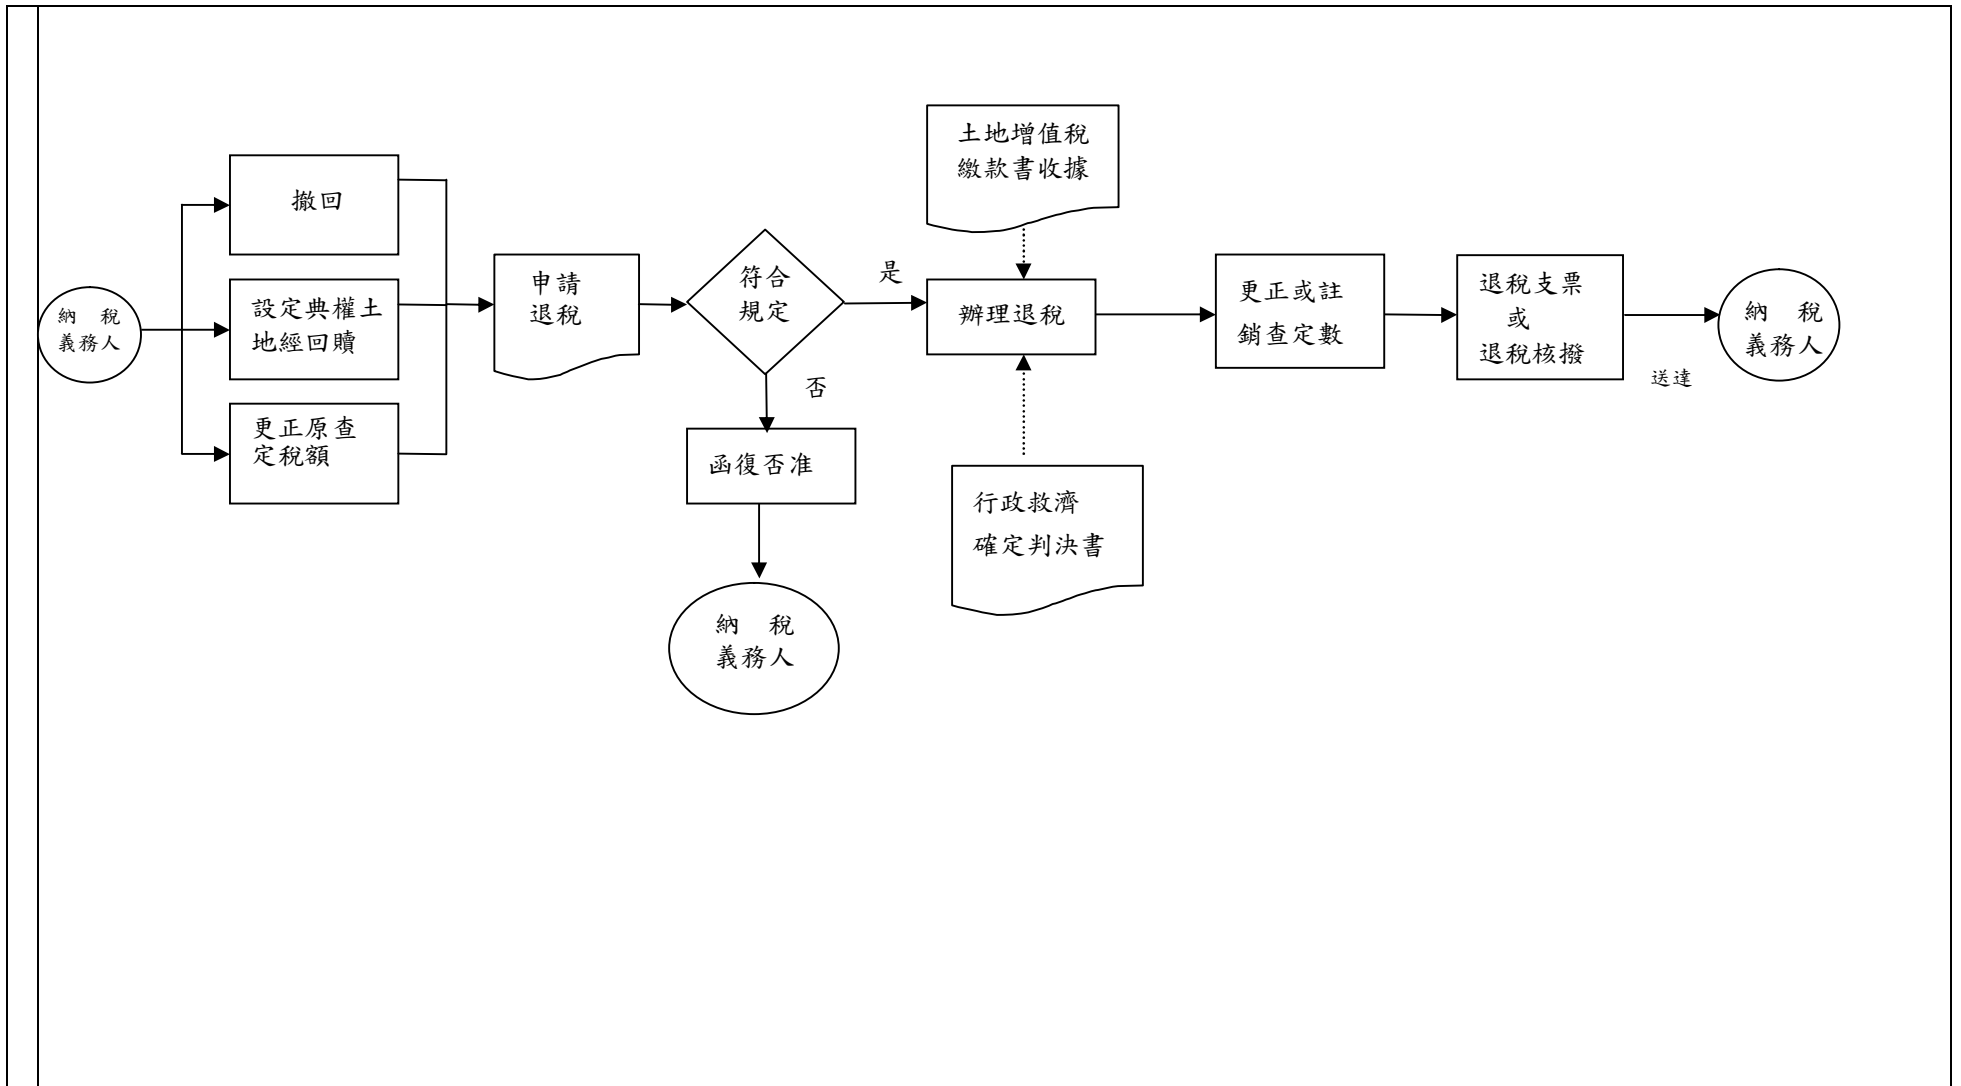 納 稅
義務人
撤回
設定典權土
地經回贖
更正原查
定稅額
申請
退稅
符合
規定
是
否
函復否准
納 稅
義務人
土地增值稅
繳款書收據
辦理退稅
行政救濟
確定判決書
更正或註
銷查定數
退稅支票
或
退稅核撥
送達
納 稅
義務人